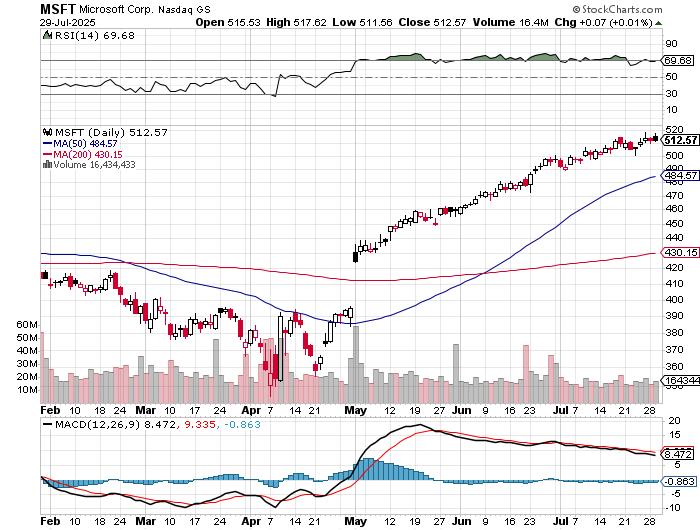 MSFT Microsoft Corp. Nasdaq GS © StockCharts.com
29-Jul-2025 Open 515.53 High 517.62 Low 511.56 Close 512.57 Volume 16.4M Chg +0.07 (+0.01%)
RSI(14) 69.68
90
69.68
50
30
10
MSFT (Daily) 512.57
MA(50) 484.57
MA(200) 430.15
Volume 16,434,433
520
512.57
500
490
484.57
480
470
460
450
440
430.15
420
410
400
390
380
370
360
350
60M
50M
40M
30M
20M
10M
164344
Feb 10 18 24 Mar 10 17 24 Apr 7 14 21 May 12 19 27 Jun 9 16 23 Jul 7 14 21 28
MACD(12,26,9) 8.472, 9.335, -0.863
20
15
8.472
5
-0.863
-5
-10
Feb 10 18 24 Mar 10 17 24 Apr 7 14 21 May 12 19 27 Jun 9 16 23 Jul 7 14 21 28